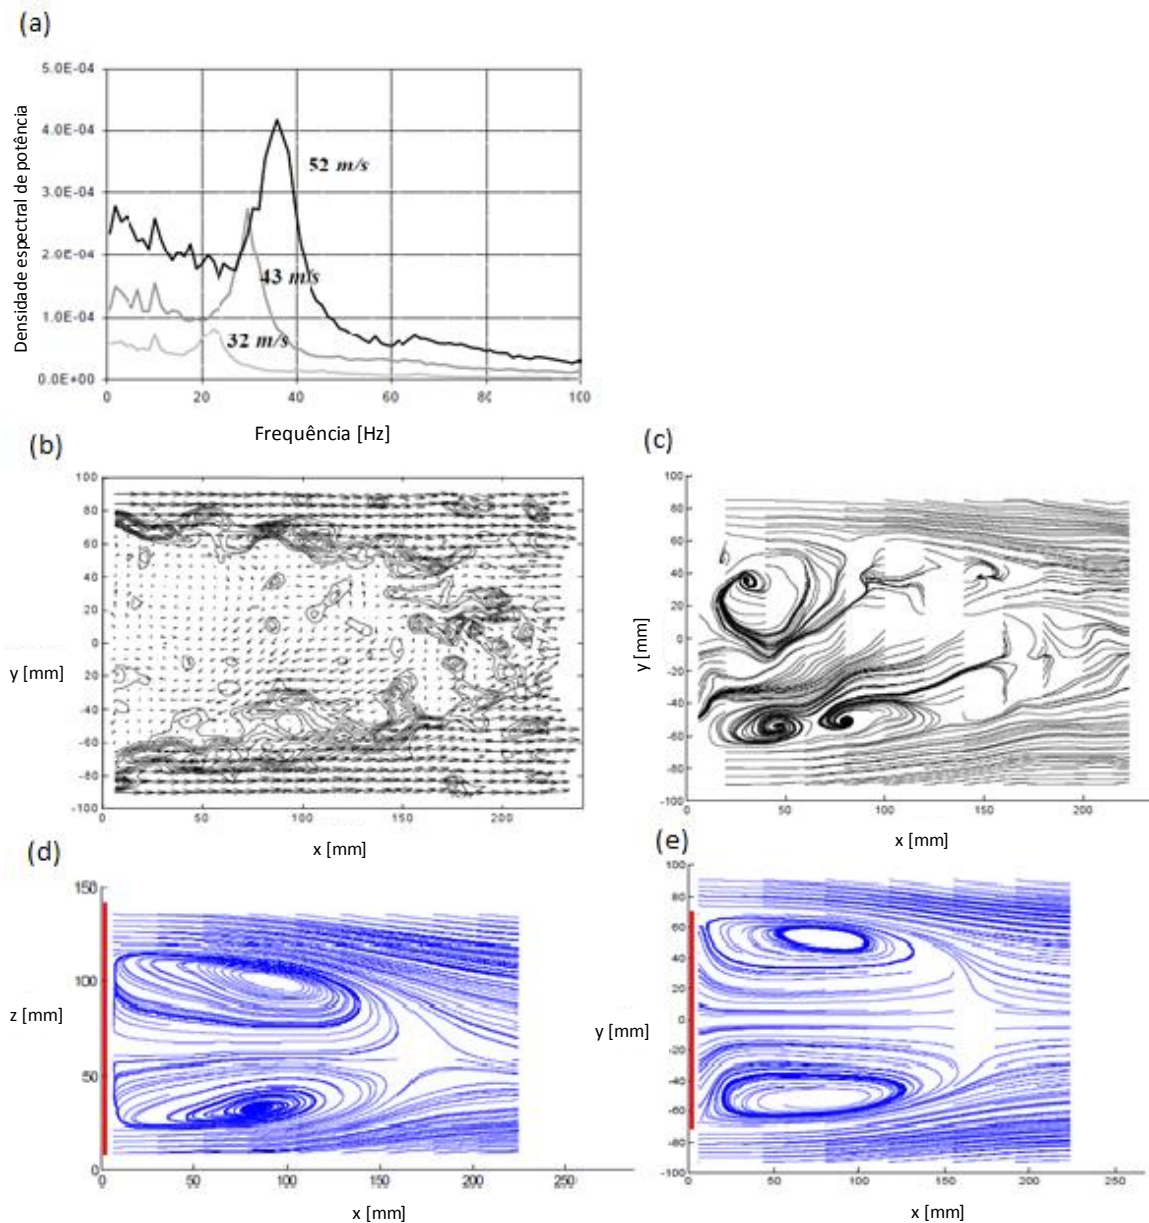 (a)
Densidade espectral de potência
5.0E-04
4.0E-04
3.0E-04
2.0E-04
1.0E-04
0.0E+00
52 m/s
43 m/s
32 m/s
0 20 40 60 80 100
Frequência [Hz]
(b)
y [mm]
100
80
60
40
20
0
20
40
-60
-80
-100
0 50 100 150 200
x [mm]
(c)
y [mm]
100
80
60
40
20
0
-20
-40
-60
-80
-100
0 50 100 150 200
x [mm]
(d)
z [mm]
150
100
50
0
0 50 100 150 200 250
x [mm]
(e)
y [mm]
100
80
60
40
20
0
-20
-40
-60
-80
-100
0 50 100 150 200 250
x [mm]